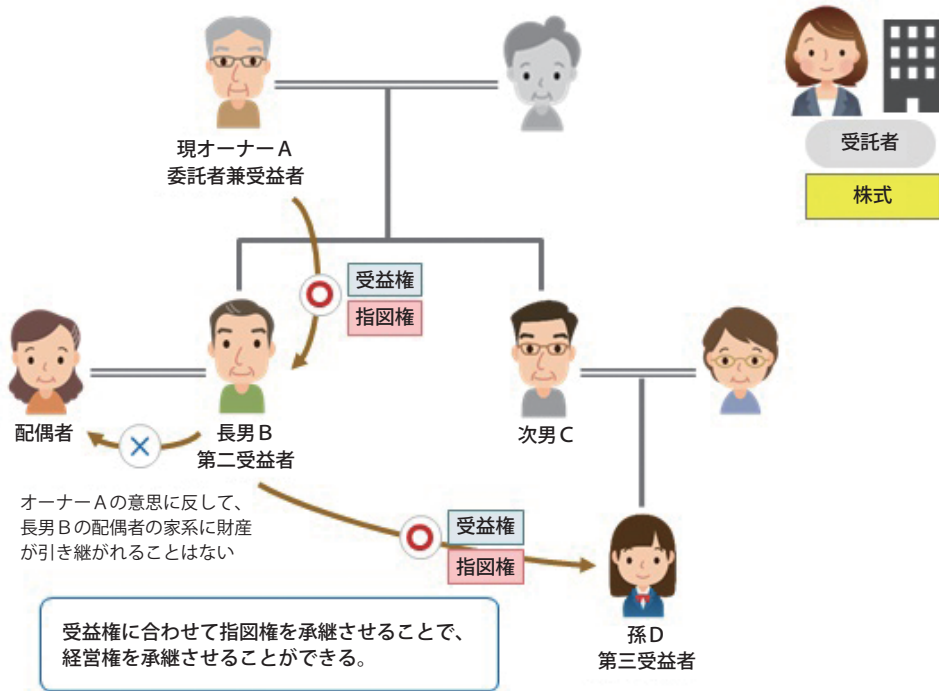 現オーナーA
委託者兼受益者
受託者
株式
受益権
指図権
配偶者
長男B
第二受益者
次男C
オーナーAの意思に反して、
長男Bの配偶者の家系に財産
が引き継がれることはない
受益権
指図権
孫D
第三受益者
受益権に合わせて指図権を承継させることで、
経営権を承継させることができる。